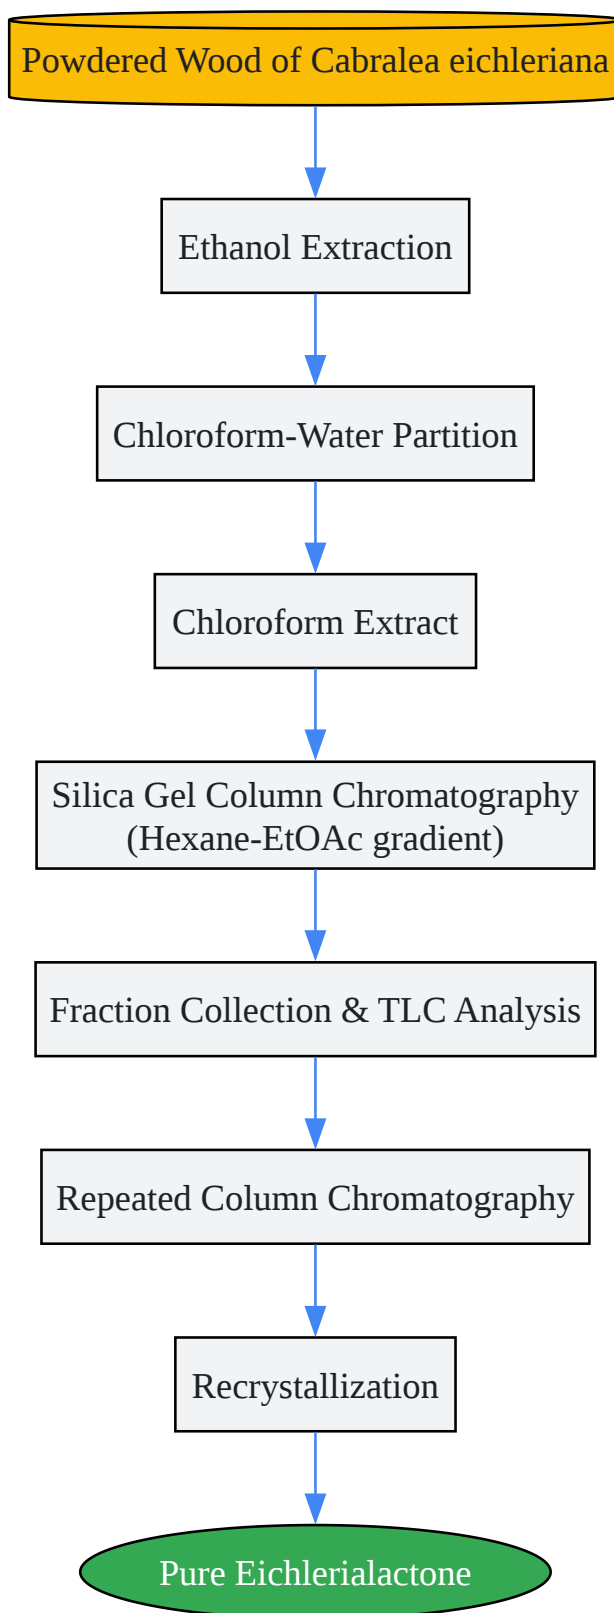 Powdered Wood of Cabralea eichleriana
Ethanol Extraction
Chloroform-Water Partition
Chloroform Extract
Silica Gel Column Chromatography
(Hexane-EtOAc gradient)
Fraction Collection & TLC Analysis
Repeated Column Chromatography
Recrystallization
Pure Eichlerialactone